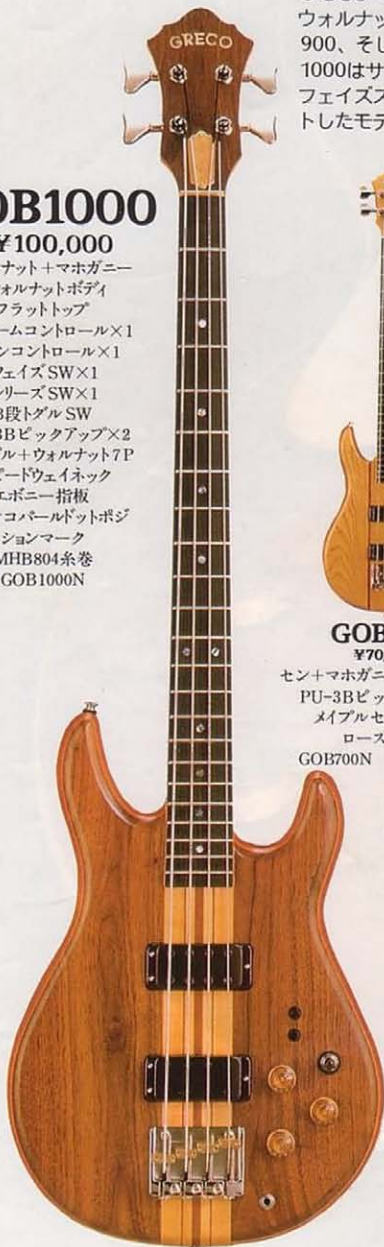 GRECO
ウォルナッ
900、そし
1000はサ
フェイズス
トしたモデ
OB1000
¥100,000
ナット+マホガニー
ォルナットボディ
フラットトップ
ームコントロール×1
ンコントロール×1
ェイズSW×1
リーズSW×1
3段トグルSW
3Bピックアップ×2
プル+ウォルナット7P
ピードウェイネック
エボニー指板
コパールドットポジ
ションマーク
MHB804糸巻
GOB1000N
GOB
¥70,
セン+マホガニ
PU-3Bピッ
メイプルセ
ロース
GOB700N